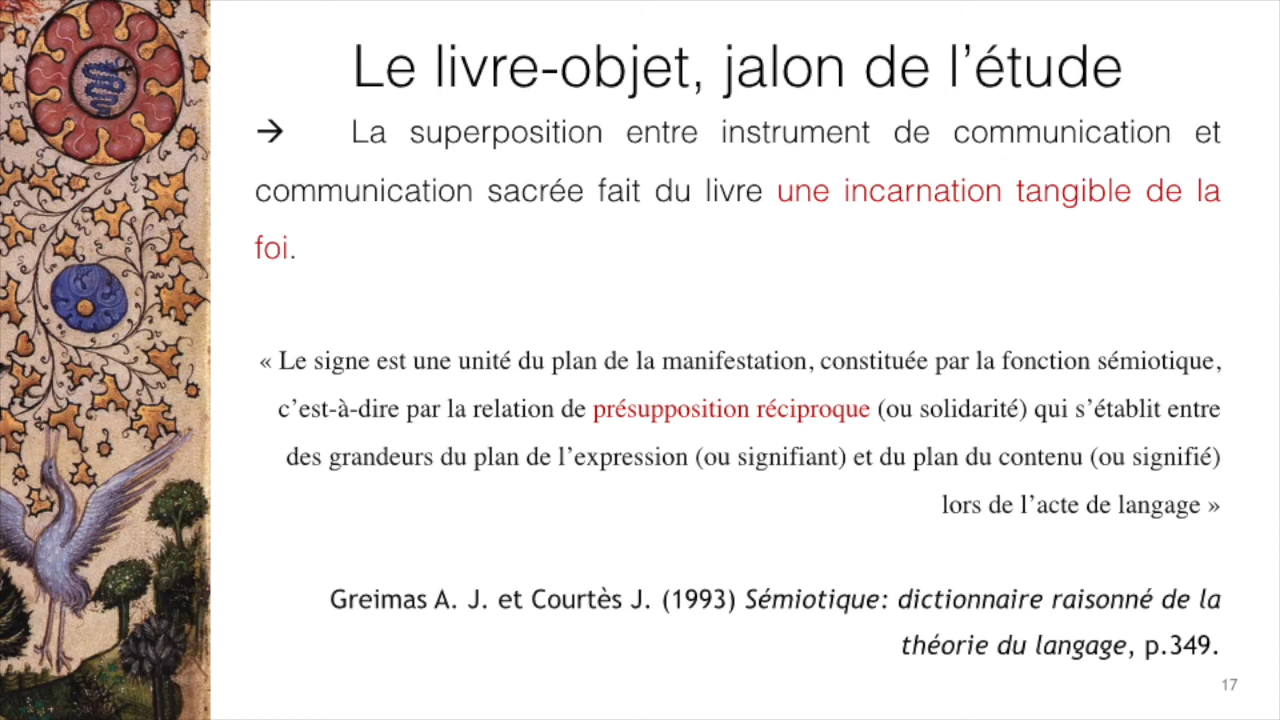 Le livre-objet, jalon de l’étude
→ La superposition entre instrument de communication et
communication sacrée fait du livre une incarnation tangible de la
foi.
« Le signe est une unité du plan de la manifestation, constituée par la fonction sémiotique,
c’est-à-dire par la relation de présupposition réciproque (ou solidarité) qui s’établit entre
des grandeurs du plan de l’expression (ou signifiant) et du plan du contenu (ou signifié)
lors de l’acte de langage »
Greimas A. J. et Courtès J. (1993) Sémiotique: dictionnaire raisonné de la
théorie du langage, p.349.
17